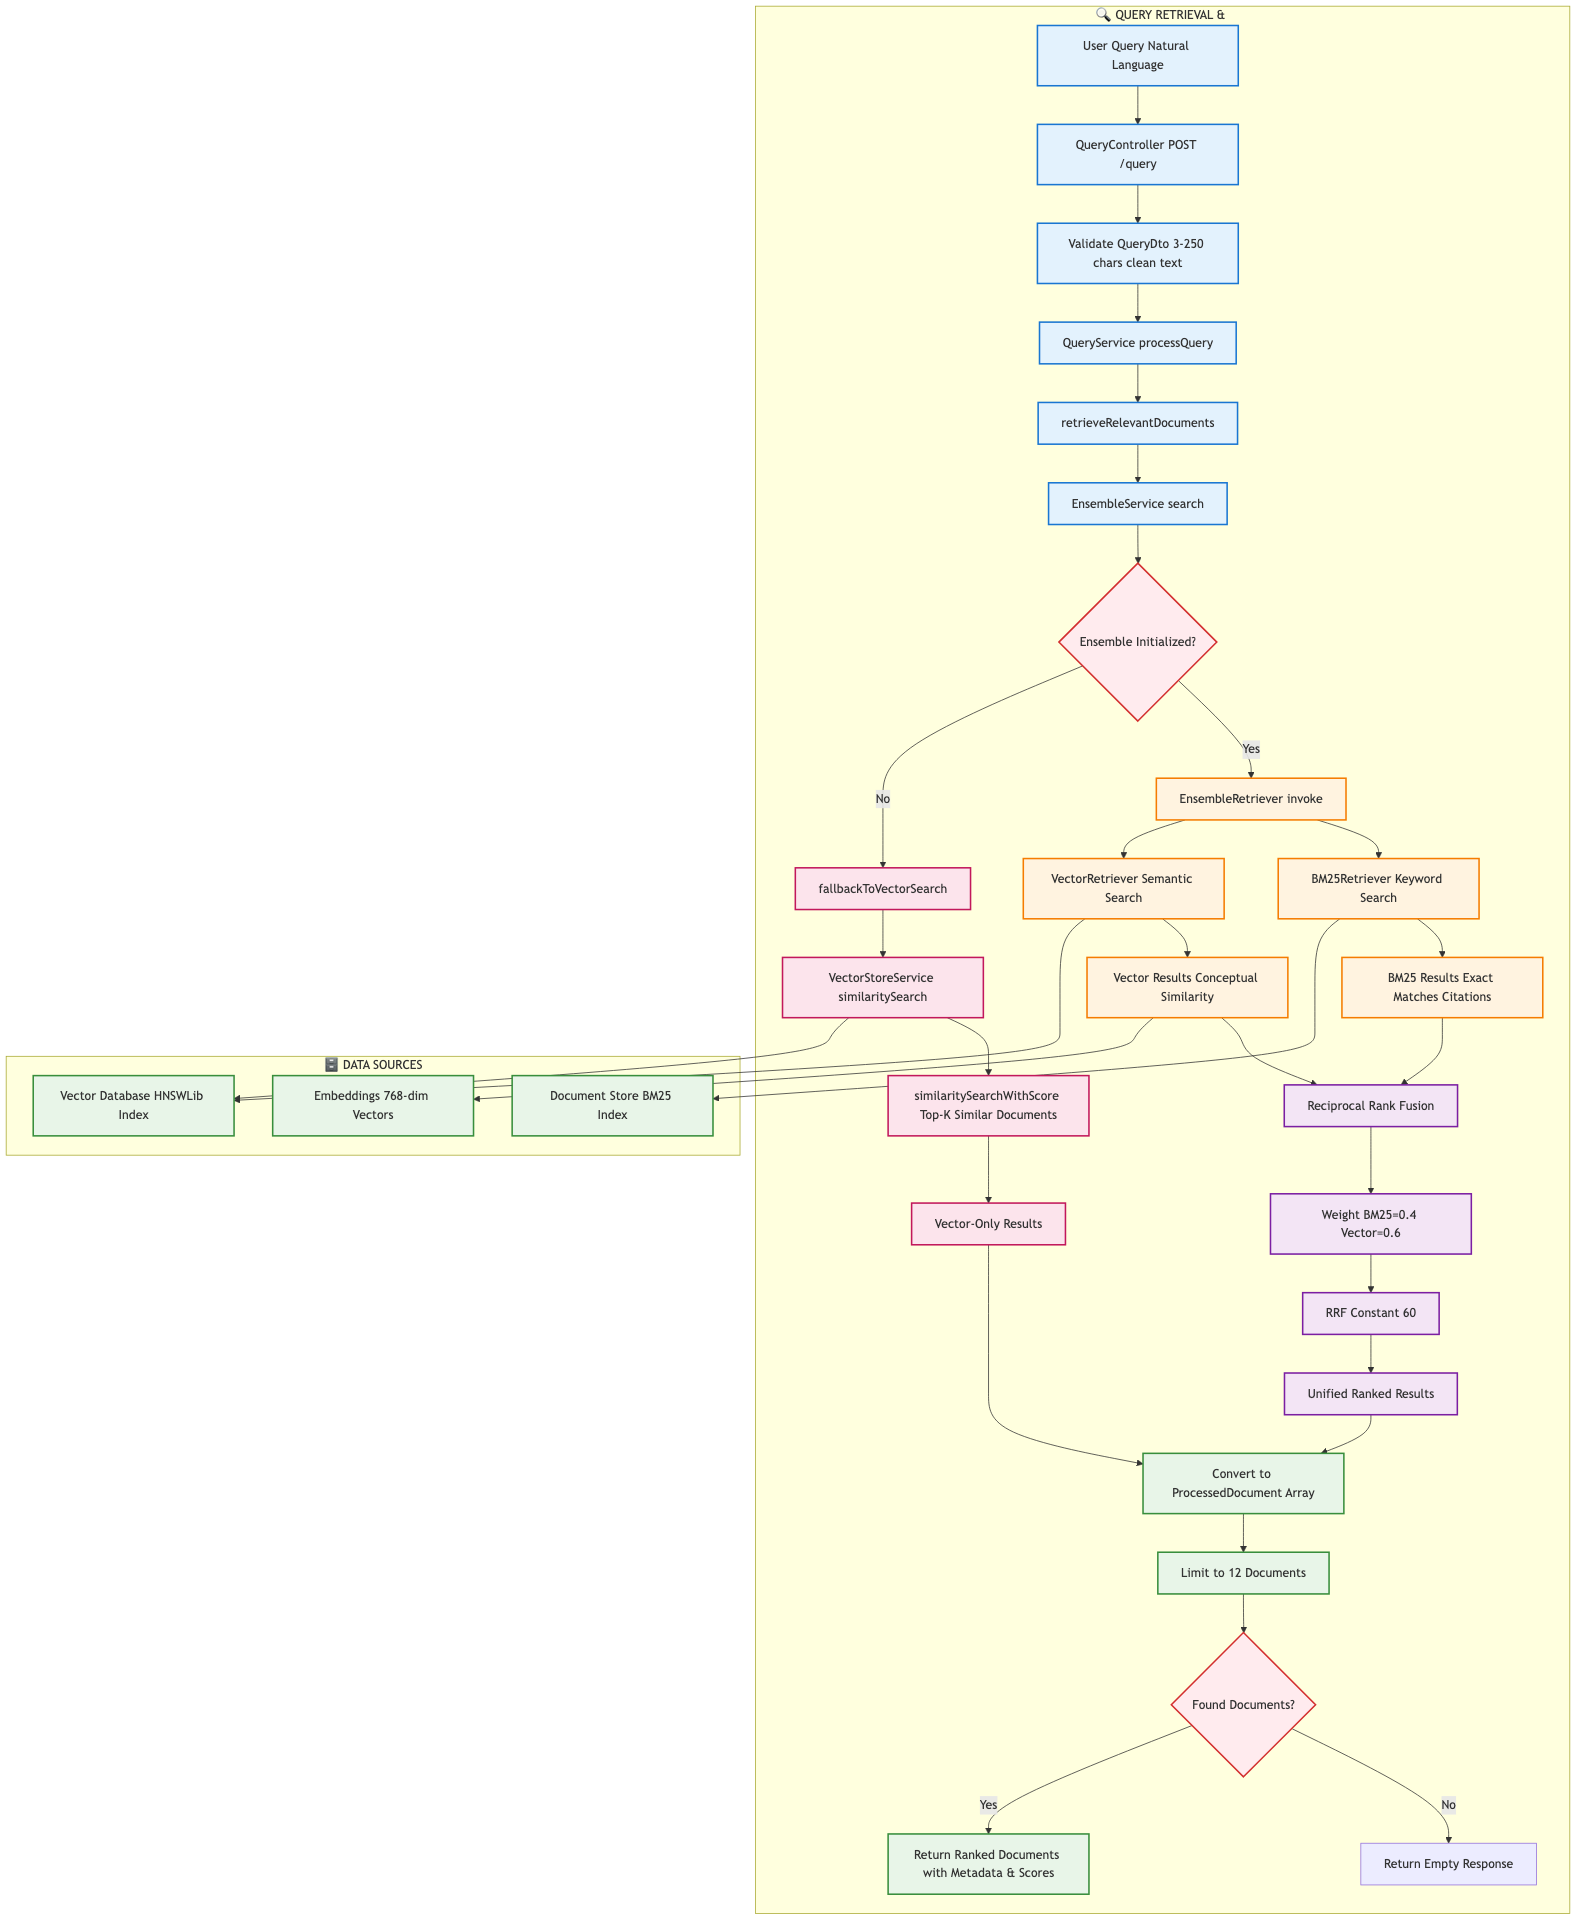 🔍 QUERY RETRIEVAL &
User Query Natural
Language
QueryController POST
/query
Validate QueryDto 3-250
chars clean text
QueryService processQuery
retrieveRelevantDocuments
EnsembleService search
Ensemble Initialized?
Yes
No
EnsembleRetriever invoke
fallbackToVectorSearch
VectorRetriever Semantic
Search
BM25Retriever Keyword
Search
VectorStoreService
similaritySearch
Vector Results Conceptual
Similarity
BM25 Results Exact
Matches Citations
🗄️ DATA SOURCES
Vector Database HNSWLib
Index
Embeddings 768-dim
Vectors
Document Store BM25
Index
similaritySearchWithScore
Top-K Similar Documents
Reciprocal Rank Fusion
Vector-Only Results
Weight BM25=0.4
Vector=0.6
RRF Constant 60
Unified Ranked Results
Convert to
ProcessedDocument Array
Limit to 12 Documents
Found Documents?
Yes
No
Return Ranked Documents
with Metadata & Scores
Return Empty Response